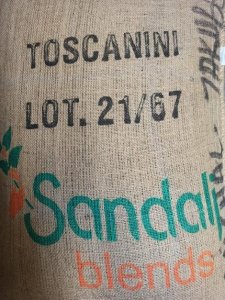 TOSCANINI
LOT. 21/67
Sandalj
blends